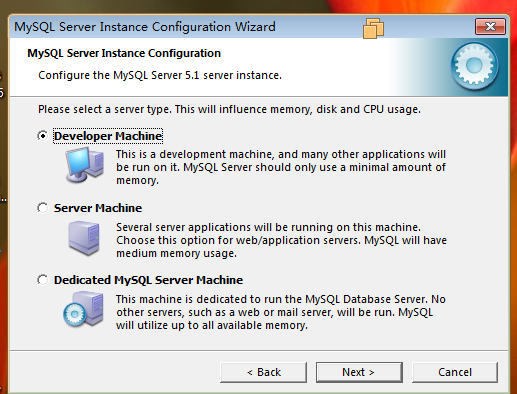 MySQL Server Instance Configuration Wizard
MySQL Server Instance Configuration
Configure the MySQL Server 5.1 server instance.
Please select a server type. This will influence memory, disk and CPU usage.
Developer Machine
This is a development machine, and many other applications will
be run on it. MySQL Server should only use a minimal amount of
memory.
Server Machine
Several server applications will be running on this machine.
Choose this option for web/application servers. MySQL will have
medium memory usage.
Dedicated MySQL Server Machine
This machine is dedicated to run the MySQL Database Server. No
other servers, such as a web or mail server, will be run. MySQL
will utilize up to all available memory.
< Back Next > Cancel